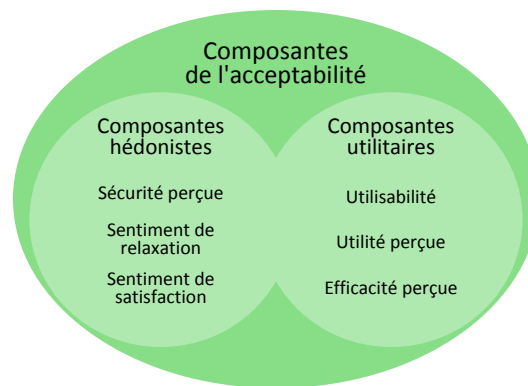 Composantes
de l'acceptabilité
Composantes
hédonistes
Sécurité perçue
Sentiment de
relaxation
Sentiment de
satisfaction
Composantes
utilitaires
Utilisabilité
Utilité perçue
Efficacité perçue